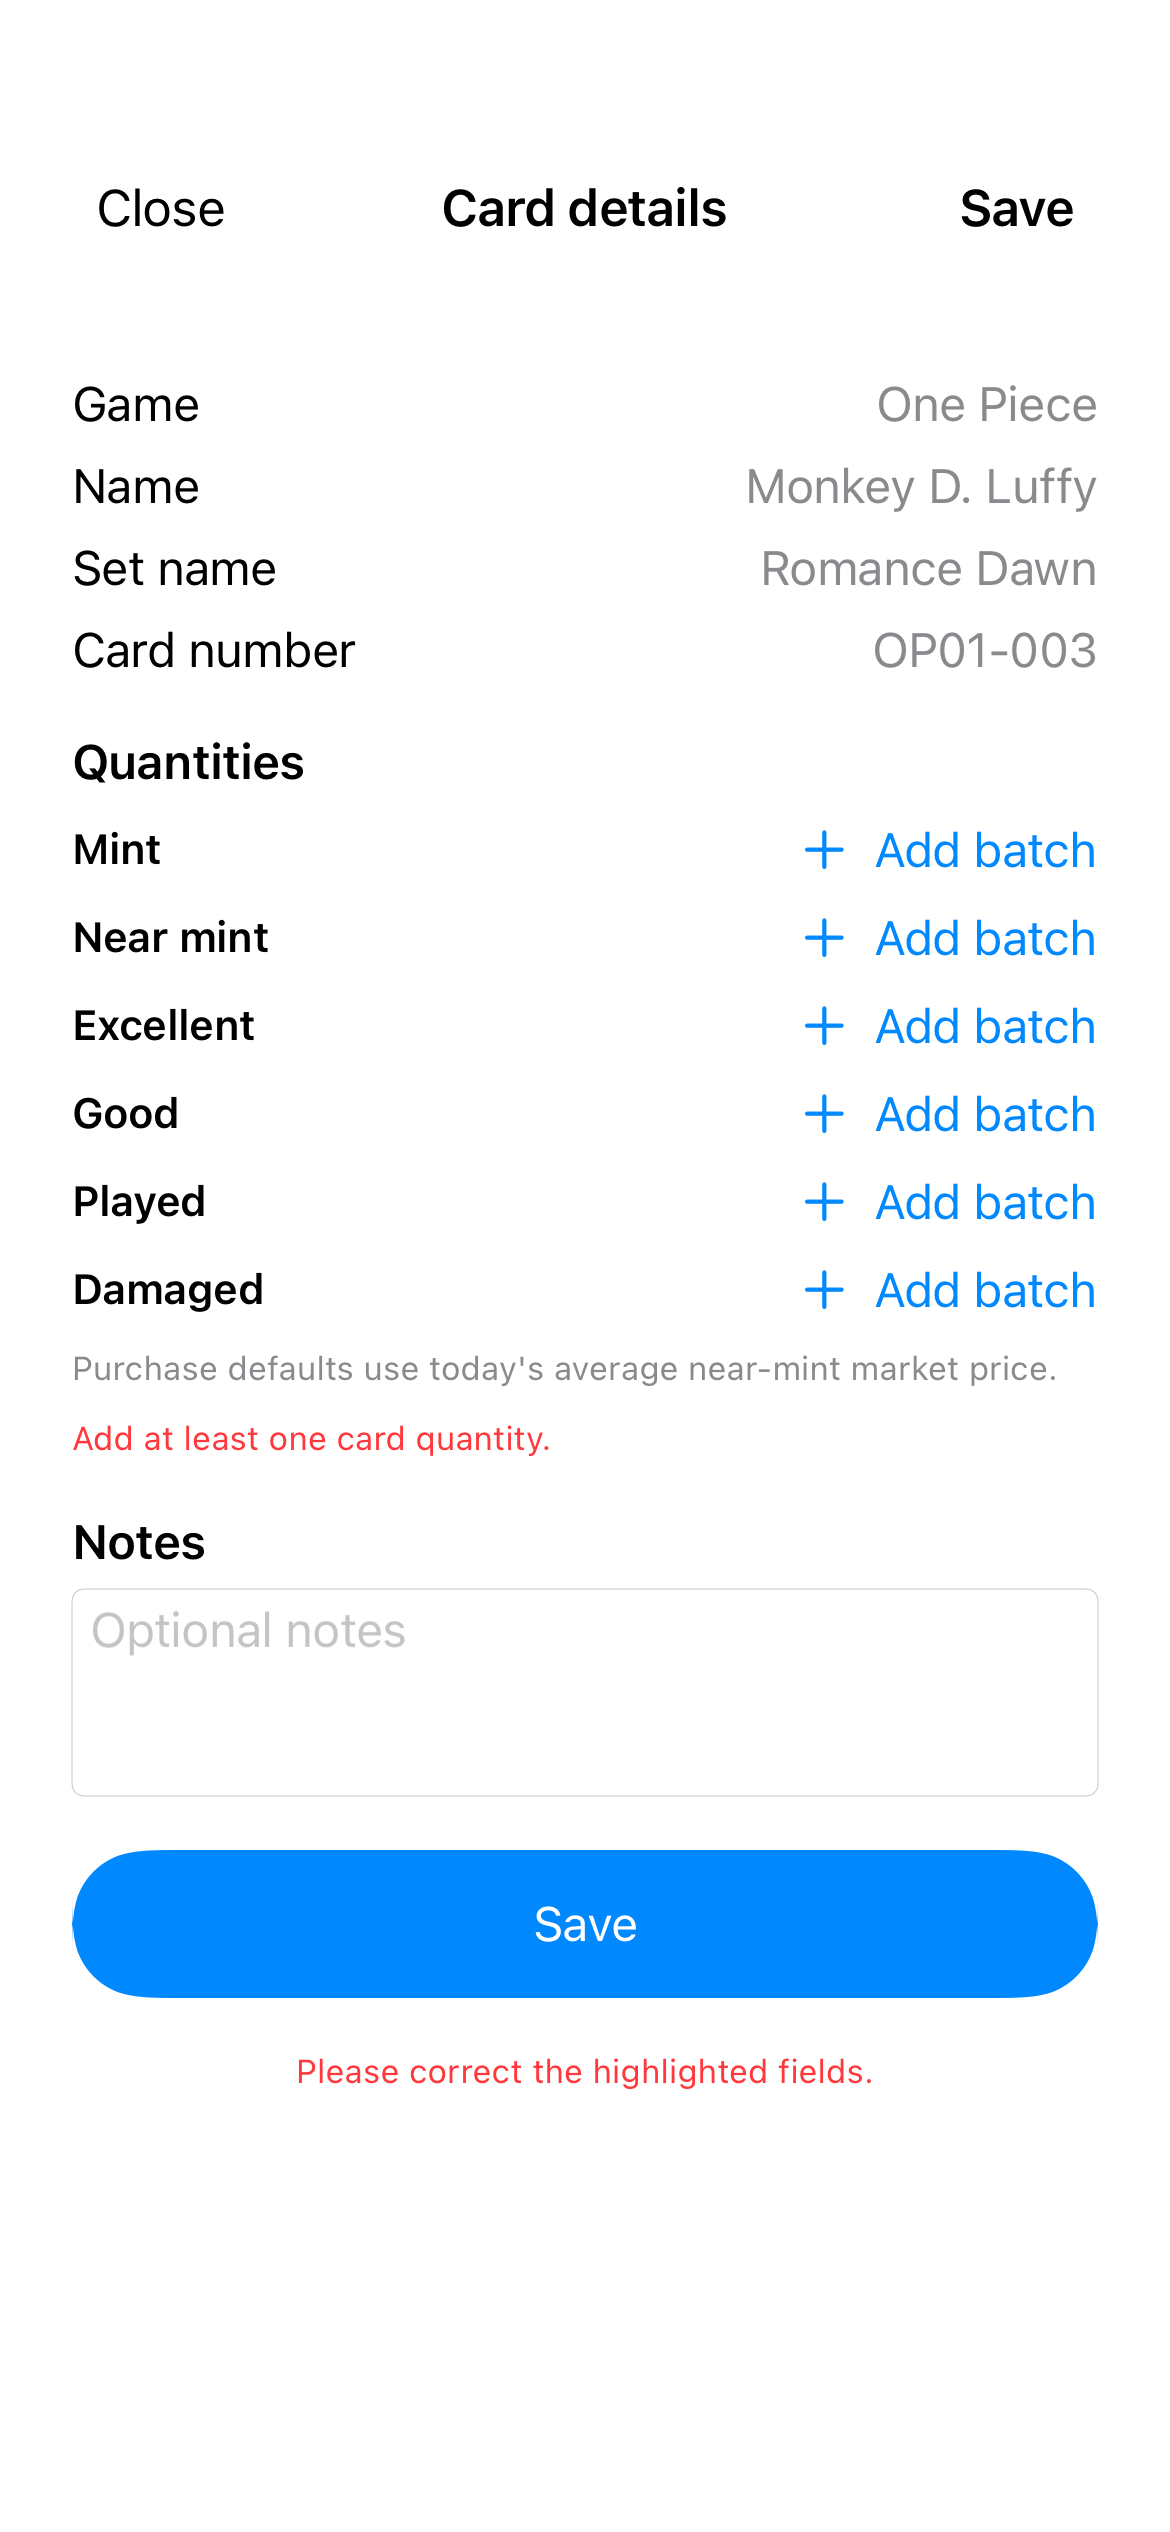 Close Card details Save
Game One Piece
Name Monkey D. Luffy
Set name Romance Dawn
Card number OP01-003
Quantities
Mint + Add batch
Near mint + Add batch
Excellent + Add batch
Good + Add batch
Played + Add batch
Damaged + Add batch
Purchase defaults use today's average near-mint market price.
Add at least one card quantity.
Notes
Optional notes
Save
Please correct the highlighted fields.